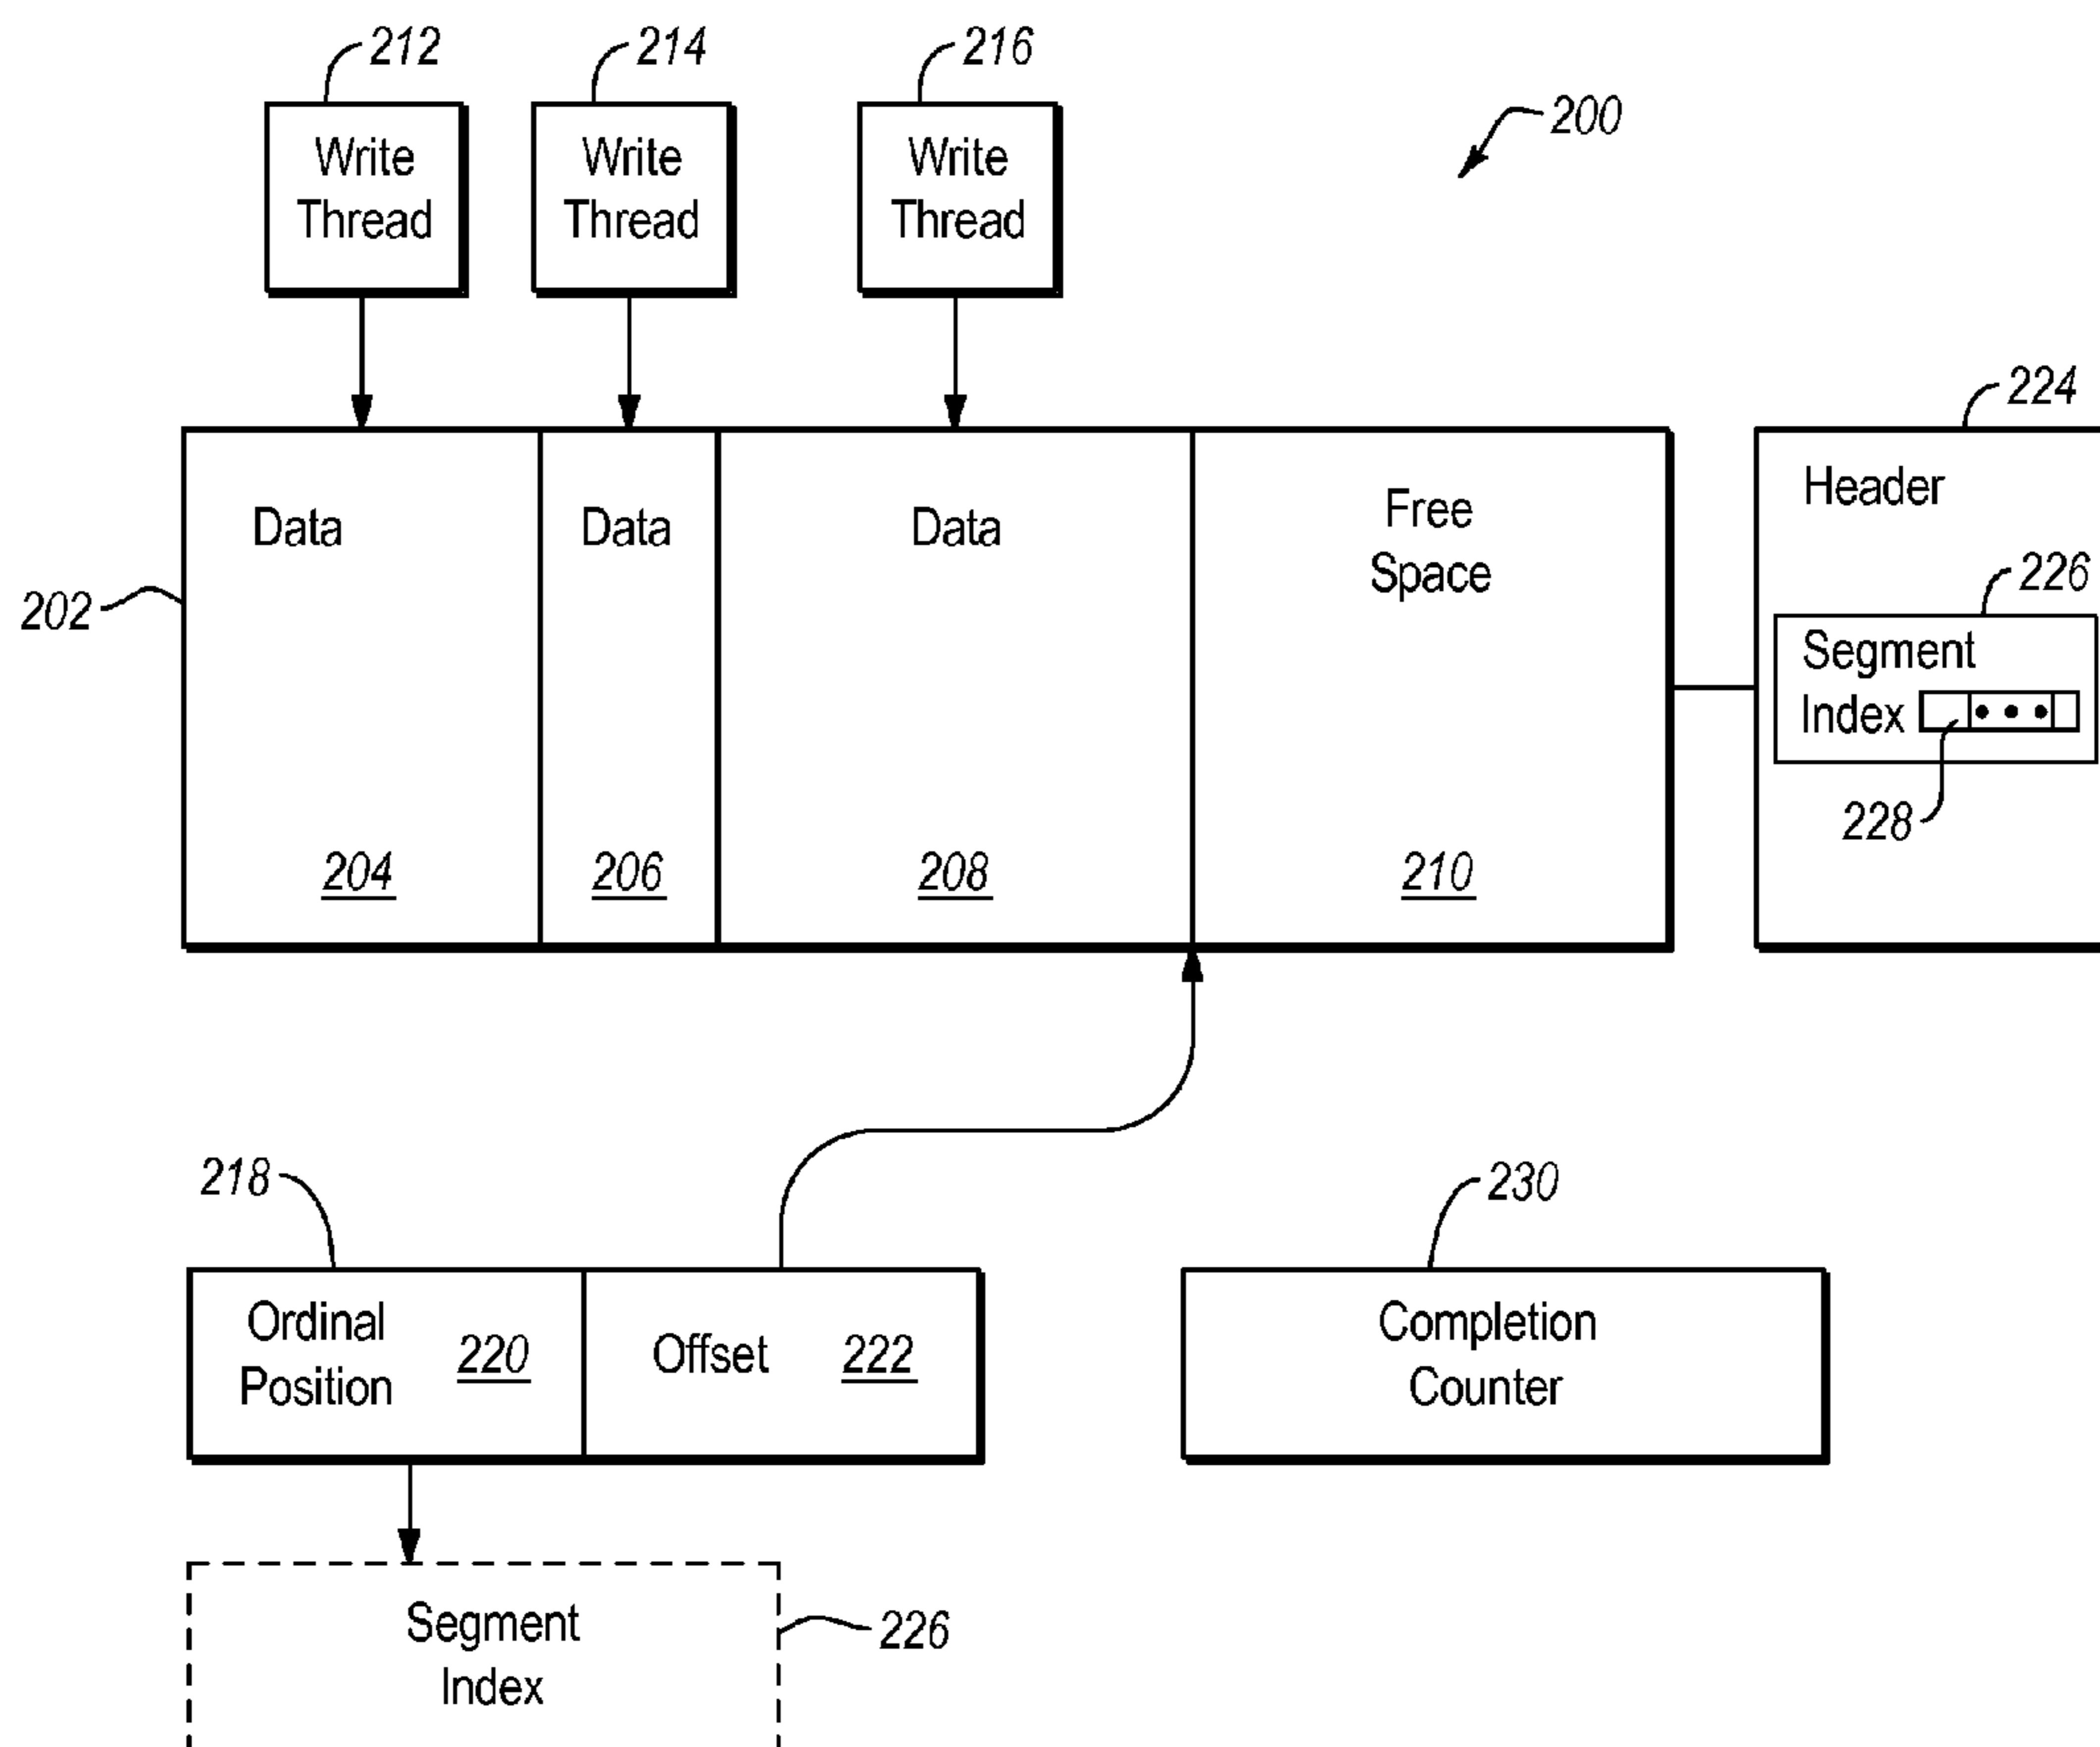 212
214
216
200
Write
Thread
Write
Thread
Write
Thread
224
Header
226
Segment
Index
228
202
Data
Data
Data
Free
Space
204
206
208
210
218
230
Ordinal
Position
220
Offset
222
Completion
Counter
Segment
Index
226